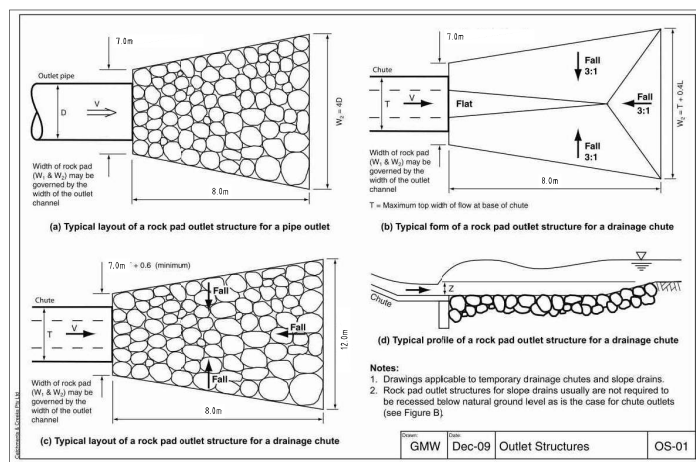 7.0m
Outlet pipe
D
V
W₂ = 4D
Width of rock pad
(W₁ & W₂) may be
governed by the
width of the outlet
channel
8.0m
(a) Typical layout of a rock pad outlet structure for a pipe outlet
7.0m
Chute
T
V
Flat
Fall
3:1
Fall
3:1
Fall
3:1
W₂ = T + 0.4L
Width of rock pad
(W₁ & W₂) may be
governed by the
width of the outlet
channel
8.0m
T = Maximum top width of flow at base of chute
(b) Typical form of a rock pad outlet structure for a drainage chute
7.0m + 0.6 (minimum)
Chute
T
V
Fall
Fall
Fall
12.0m
Width of rock pad
(W₁ & W₂) may be
governed by the
width of the outlet
channel
8.0m
(c) Typical layout of a rock pad outlet structure for a drainage chute
Chute
Z
(d) Typical profile of a rock pad outlet structure for a drainage chute
Notes:
1. Drawings applicable to temporary drainage chutes and slope drains.
2. Rock pad outlet structures for slope drains usually are not required to
be recessed below natural ground level as is the case for chute outlets
(see Figure B).
Catchments & Creeks Pty Ltd
Drawn:
GMW
Date:
Dec-09
Outlet Structures
OS-01